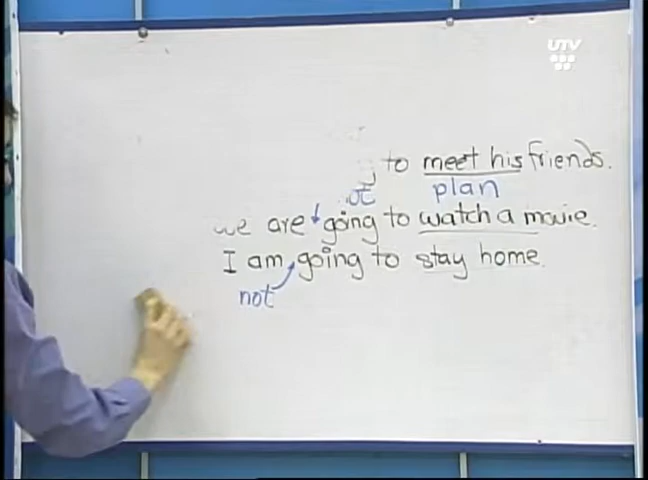 UTV
to meet his friends.
plan
we are going to watch a movie.
I am going to stay home.
not